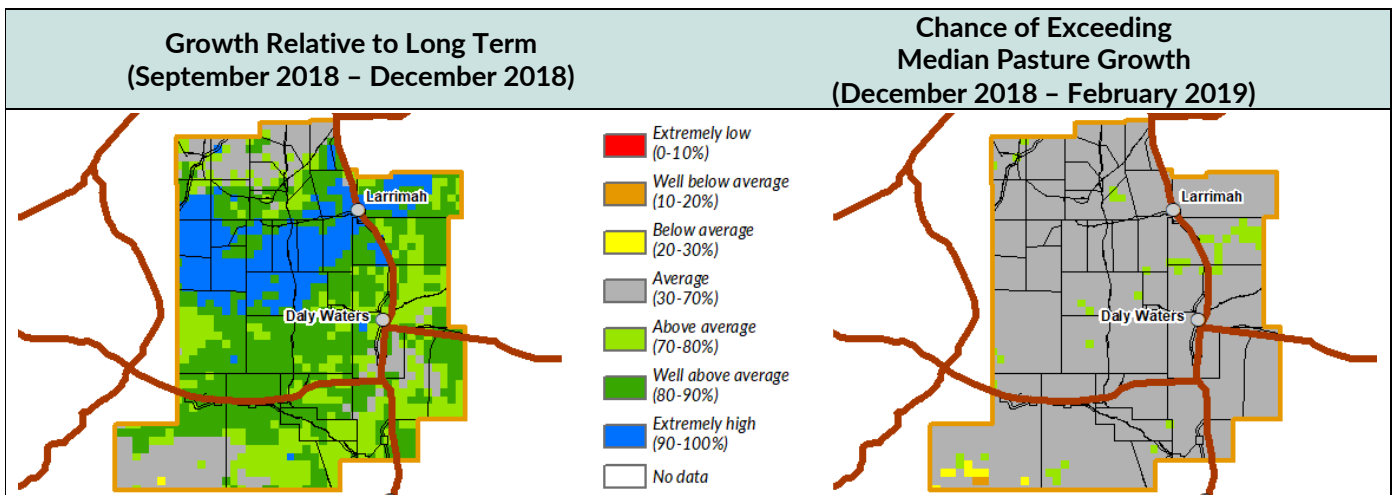 Growth Relative to Long Term
(September 2018 – December 2018)
Chance of Exceeding
Median Pasture Growth
(December 2018 – February 2019)
Larrimah
Daly Waters
Extremely low
(0-10%)
Well below average
(10-20%)
Below average
(20-30%)
Average
(30-70%)
Above average
(70-80%)
Well above average
(80-90%)
Extremely high
(90-100%)
No data
Larrimah
Daly Waters